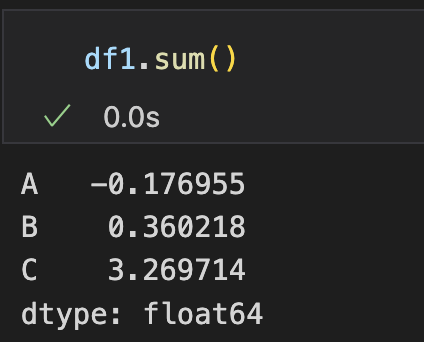 df1.sum()
✓ 0.0s
A -0.176955
B 0.360218
C 3.269714
dtype: float64